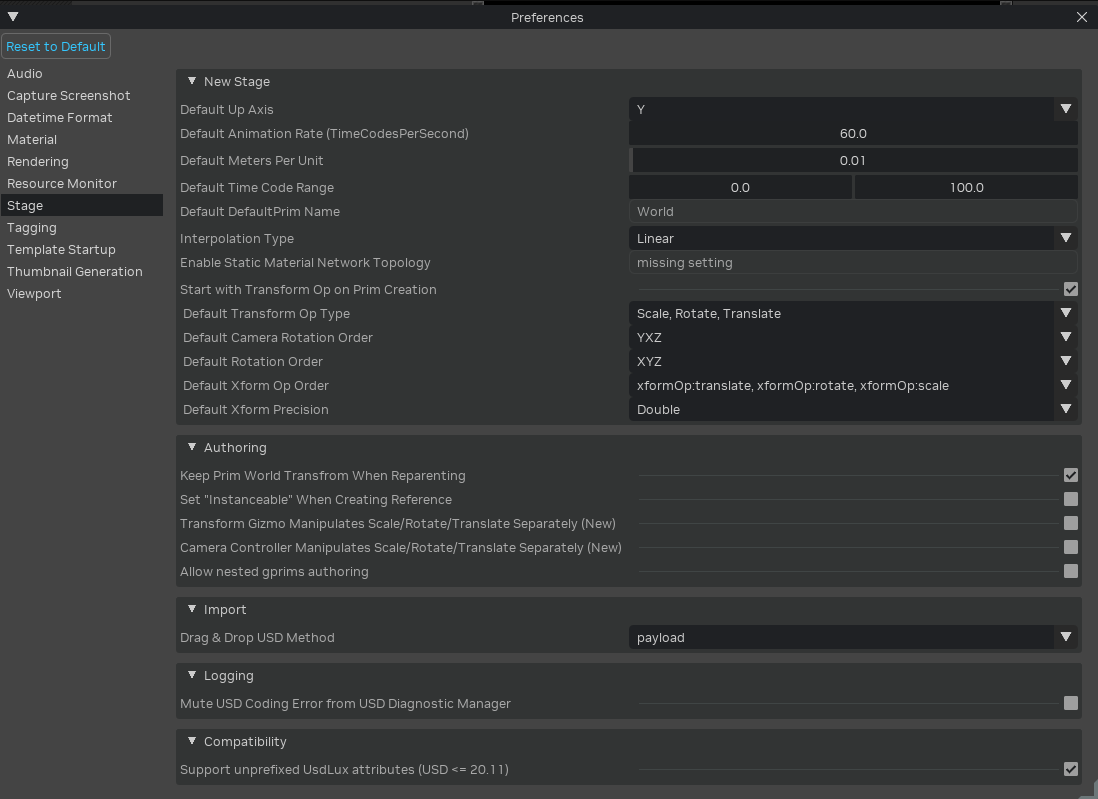 Preferences
Reset to Default
Audio
Capture Screenshot
Datetime Format
Material
Rendering
Resource Monitor
Stage
Tagging
Template Startup
Thumbnail Generation
Viewport
New Stage
Default Up Axis Y
Default Animation Rate (TimeCodesPerSecond) 60.0
Default Meters Per Unit 0.01
Default Time Code Range 0.0 100.0
Default DefaultPrim Name World
Interpolation Type Linear
Enable Static Material Network Topology missing setting
Start with Transform Op on Prim Creation
Default Transform Op Type Scale, Rotate, Translate
Default Camera Rotation Order YXZ
Default Rotation Order XYZ
Default Xform Op Order xformOp:translate, xformOp:rotate, xformOp:scale
Default Xform Precision Double
Authoring
Keep Prim World Transfrom When Reparenting
Set "Instanceable" When Creating Reference
Transform Gizmo Manipulates Scale/Rotate/Translate Separately (New)
Camera Controller Manipulates Scale/Rotate/Translate Separately (New)
Allow nested gprims authoring
Import
Drag & Drop USD Method payload
Logging
Mute USD Coding Error from USD Diagnostic Manager
Compatibility
Support unprefixed UsdLux attributes (USD <= 20.11)